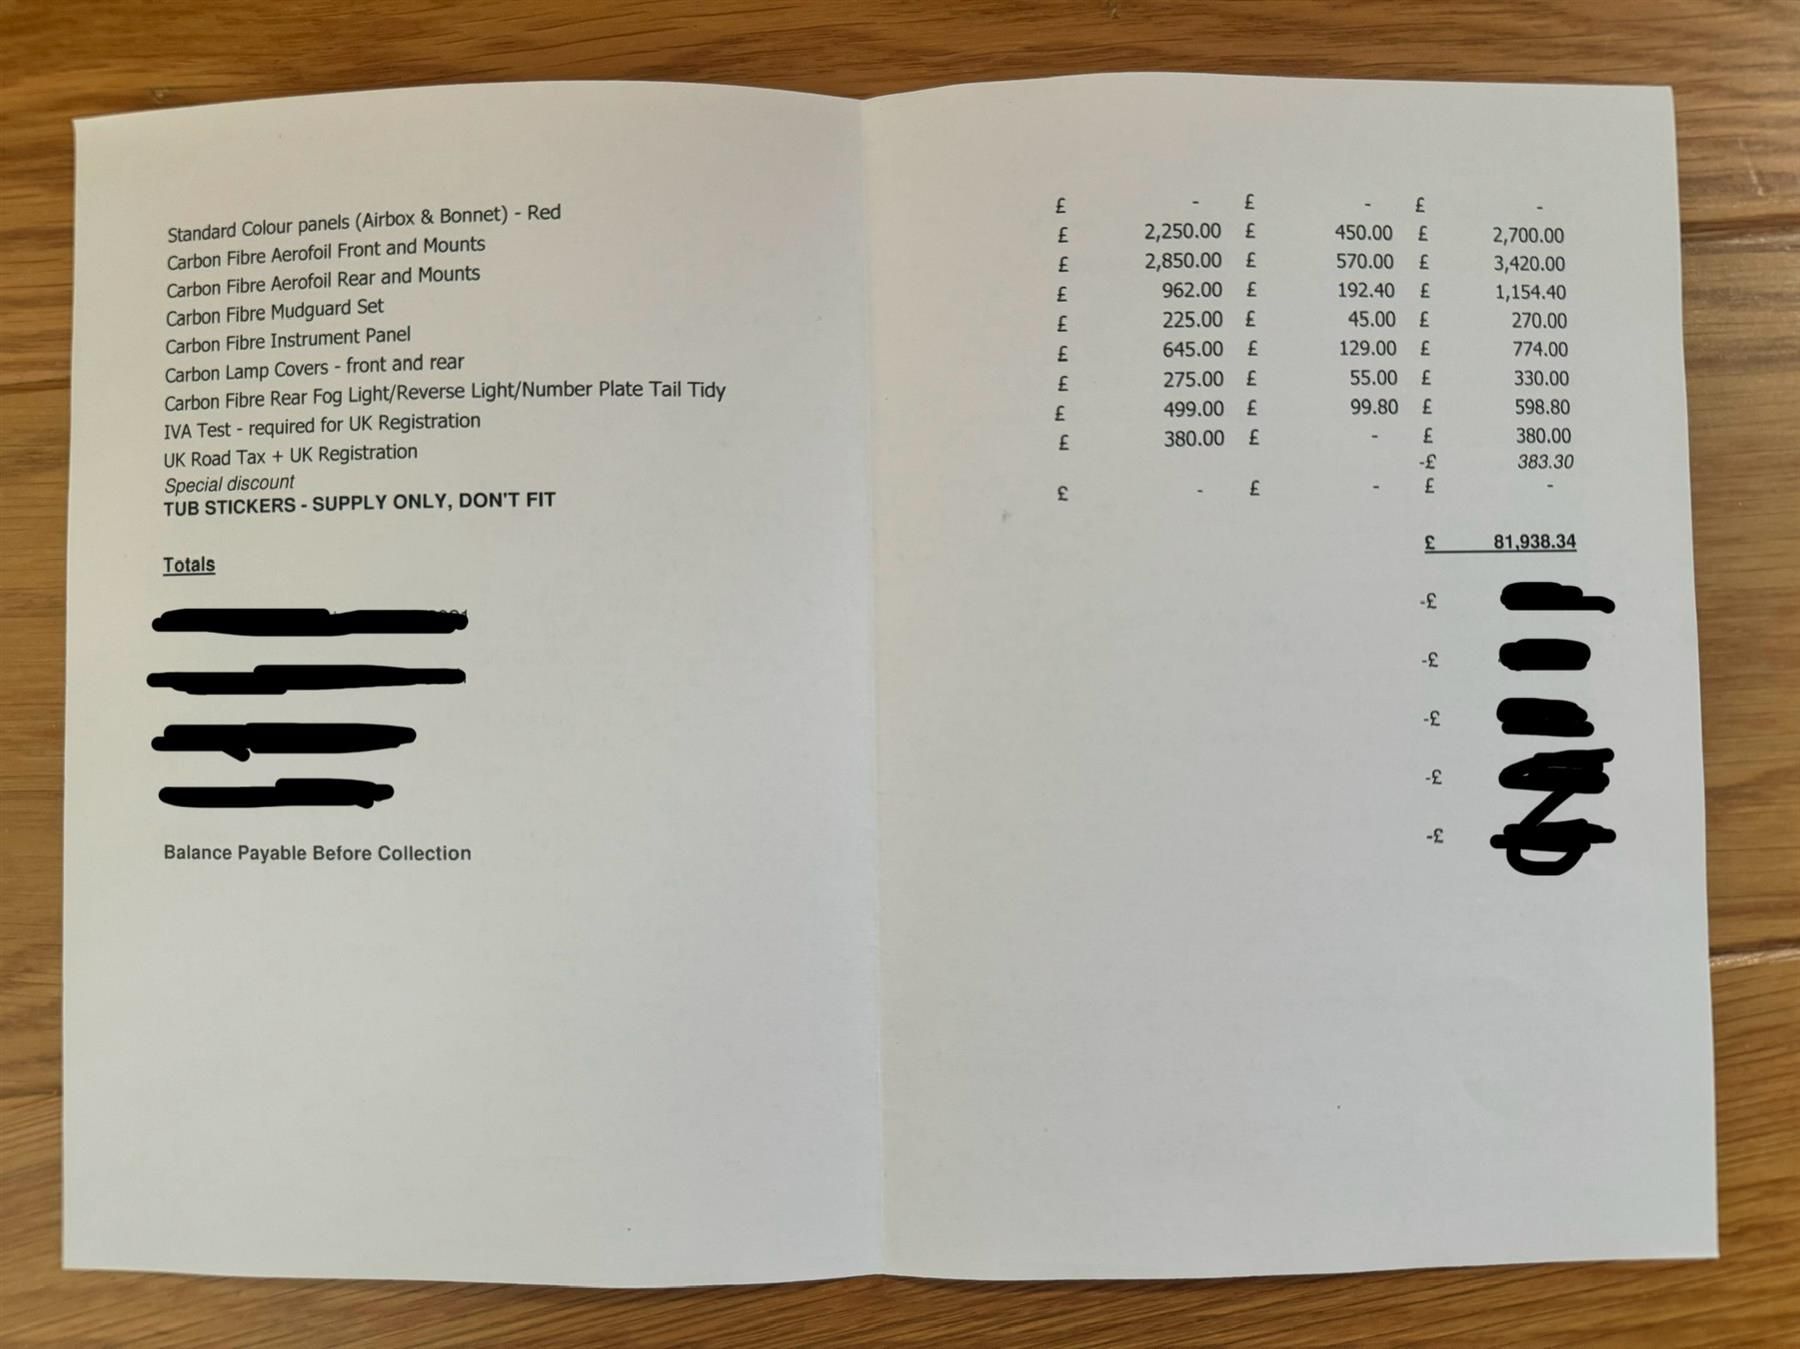 Standard Colour panels (Airbox & Bonnet) - Red £ - £ - £ -
Carbon Fibre Aerofoil Front and Mounts £ 2,250.00 £ 450.00 £ 2,700.00
Carbon Fibre Aerofoil Rear and Mounts £ 2,850.00 £ 570.00 £ 3,420.00
Carbon Fibre Mudguard Set £ 962.00 £ 192.40 £ 1,154.40
Carbon Fibre Instrument Panel £ 225.00 £ 45.00 £ 270.00
Carbon Lamp Covers - front and rear £ 645.00 £ 129.00 £ 774.00
Carbon Fibre Rear Fog Light/Reverse Light/Number Plate Tail Tidy £ 275.00 £ 55.00 £ 330.00
IVA Test - required for UK Registration £ 499.00 £ 99.80 £ 598.80
UK Road Tax + UK Registration £ 380.00 £ - £ 380.00
Special discount -£ 383.30
TUB STICKERS - SUPPLY ONLY, DON'T FIT £ - £ - £ -
Totals £ 81,938.34
-£
-£
-£
-£
Balance Payable Before Collection -£